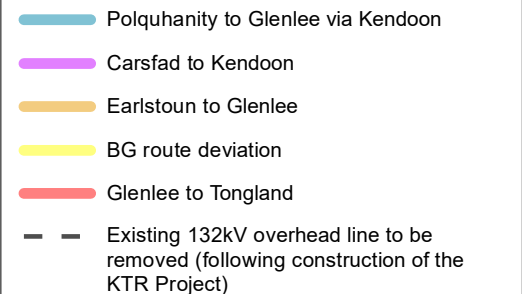 Polquhanity to Glenlee via Kendoon
Carsfad to Kendoon
Earlstoun to Glenlee
BG route deviation
Glenlee to Tongland
Existing 132kV overhead line to be
removed (following construction of the
KTR Project)